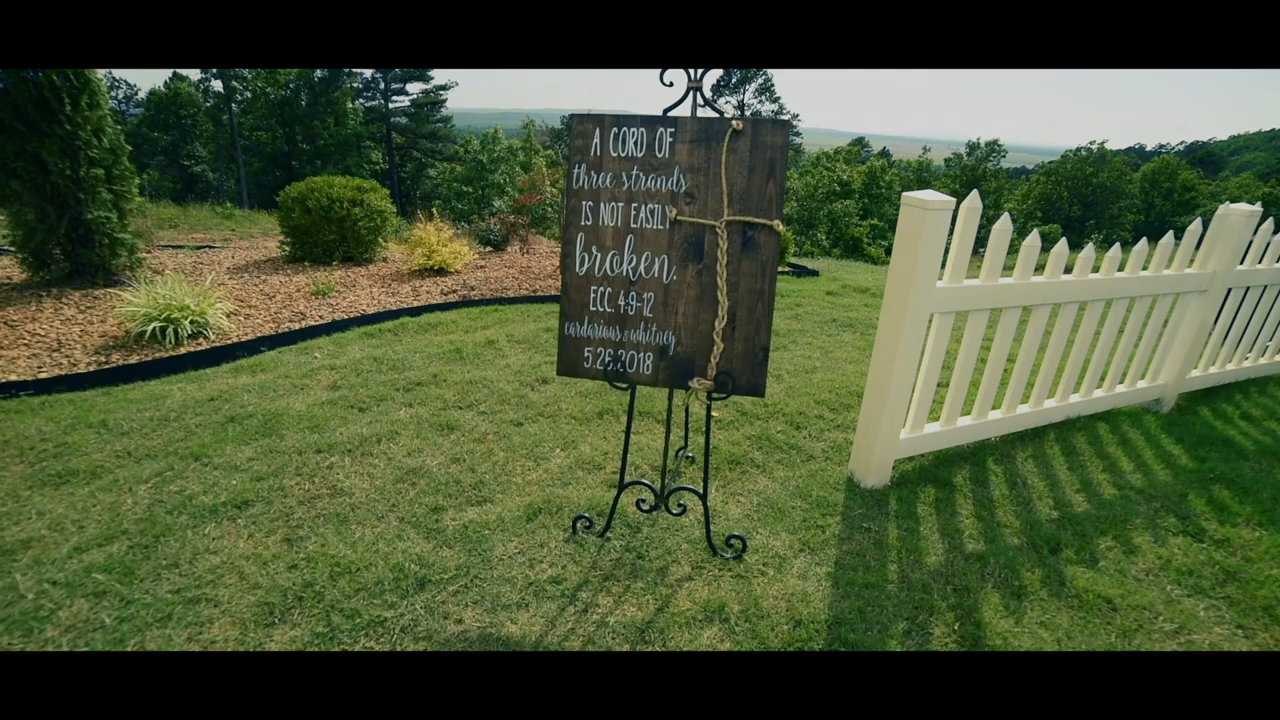 A CORD OF
three strands
IS NOT EASILY
broken.
ECC. 4:9-12
cardarious & whitney
5.26.2018